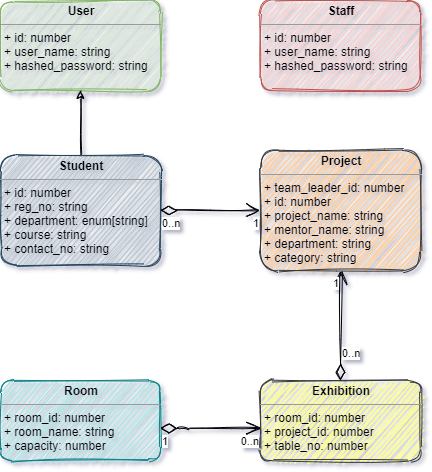 User
+ id: number
+ user_name: string
+ hashed_password: string
Staff
+ id: number
+ user_name: string
+ hashed_password: string
Student
+ id: number
+ reg_no: string
+ department: enum[string]
+ course: string
+ contact_no: string
0..n
1
Project
+ team_leader_id: number
+ id: number
+ project_name: string
+ mentor_name: string
+ department: string
+ category: string
1
0..n
Room
+ room_id: number
+ room_name: string
+ capacity: number
1
0..n
Exhibition
+ room_id: number
+ project_id: number
+ table_no: number